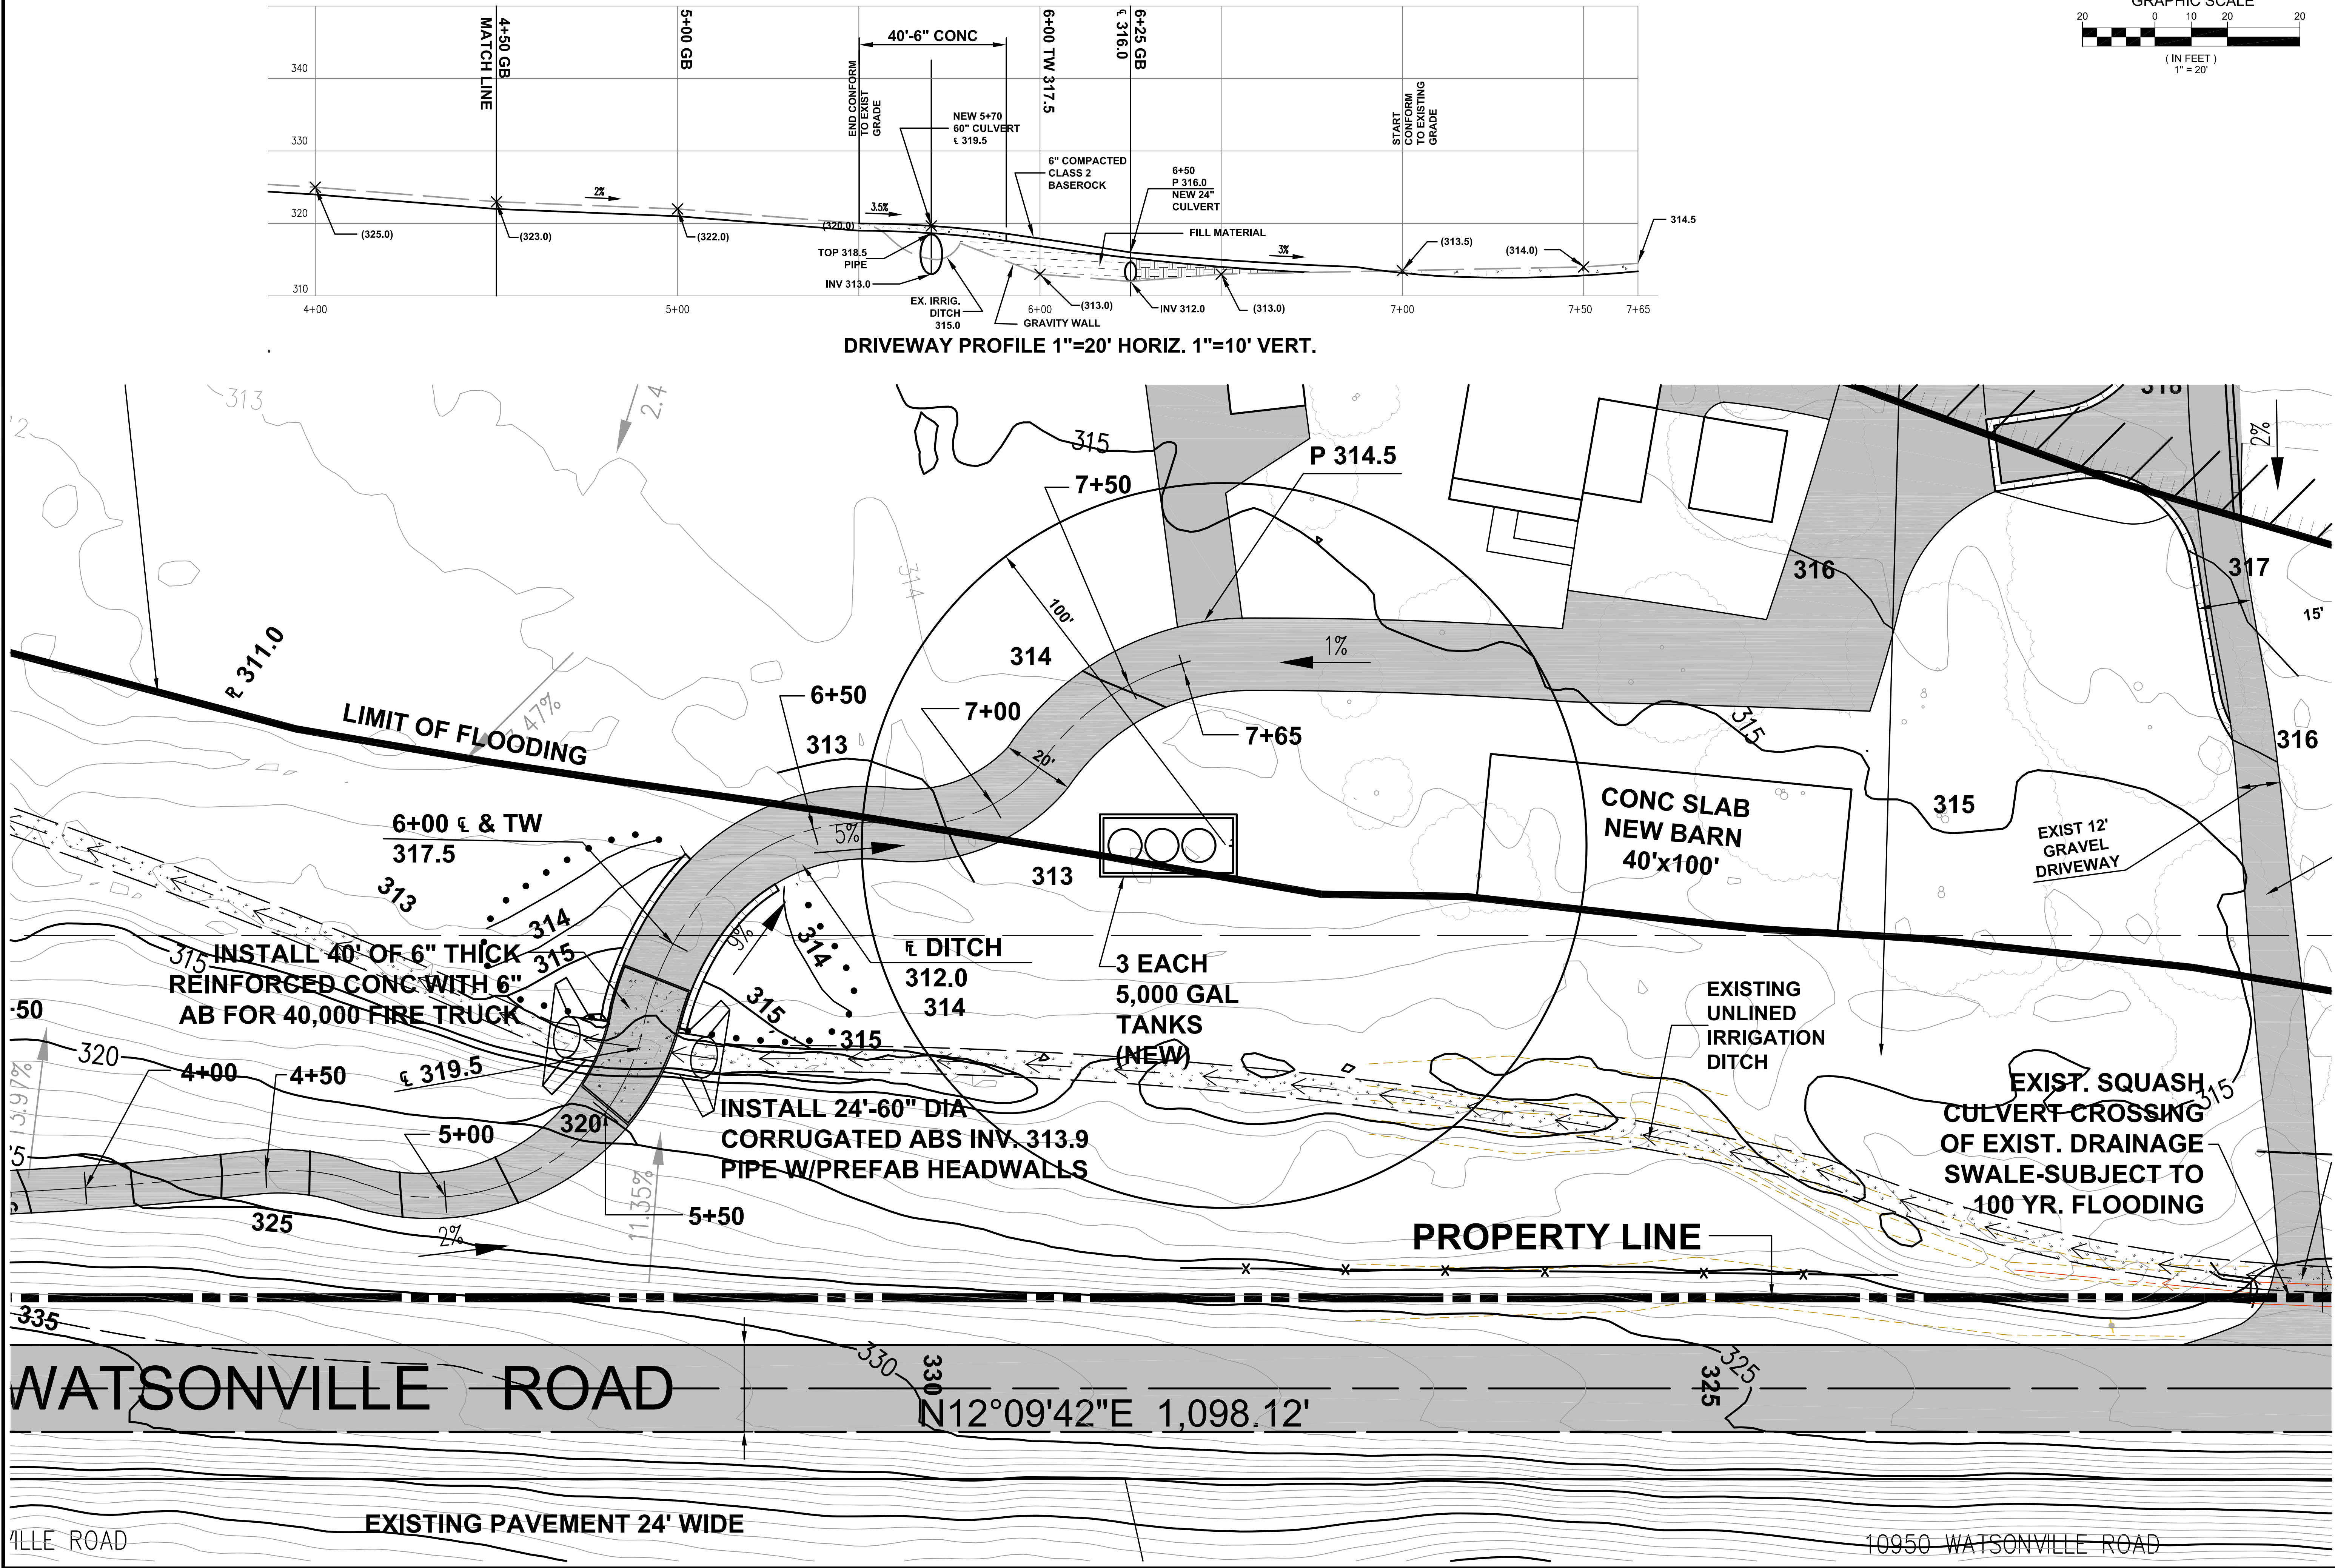 GRAPHIC SCALE
20 0 10 20 20
( IN FEET )
1" = 20'
340
330
320
310
4+50 GB
MATCH LINE
5+00 GB
END CONFORM
TO EXIST
GRADE
40'-6" CONC
NEW 5+70
60" CULVERT
℄ 319.5
6+00 TW 317.5
6+25 GB
℄ 316.0
6" COMPACTED
CLASS 2
BASEROCK
6+50
P 316.0
NEW 24"
CULVERT
START
CONFORM
TO EXISTING
GRADE
2%
3.5%
3%
FILL MATERIAL
314.5
(325.0)
(323.0)
(322.0)
(320.0)
TOP 318.5
PIPE
INV 313.0
EX. IRRIG.
DITCH
315.0
GRAVITY WALL
(313.0)
INV 312.0
(313.0)
(313.5)
(314.0)
4+00
5+00
6+00
7+00
7+50
7+65
DRIVEWAY PROFILE 1"=20' HORIZ. 1"=10' VERT.
313
2.4
315
7+50
P 314.5
318
2%
314
100'
314
316
317
15'
311.0
LIMIT OF FLOODING
47%
6+50
313
7+00
20'
7+65
1%
315
316
6+00 ℄ & TW
317.5
5%
313
CONC SLAB
NEW BARN
40'x100'
315
EXIST 12'
GRAVEL
DRIVEWAY
313
314
315
315
INSTALL 40' OF 6" THICK
REINFORCED CONC WITH 6"
AB FOR 40,000 FIRE TRUCK
9%
314
DITCH
312.0
314
315
315
3 EACH
5,000 GAL
TANKS
(NEW)
EXISTING
UNLINED
IRRIGATION
DITCH
-50
320
4+00
4+50
℄ 319.5
320
13.97%
5+00
5+50
11.35%
325
2%
INSTALL 24'-60" DIA
CORRUGATED ABS INV. 313.9
PIPE W/PREFAB HEADWALLS
EXIST. SQUASH
CULVERT CROSSING
OF EXIST. DRAINAGE
SWALE-SUBJECT TO
100 YR. FLOODING
315
PROPERTY LINE
335
WATSONVILLE ROAD
330
330
N12°09'42"E 1,098.12'
325
325
EXISTING PAVEMENT 24' WIDE
VILLE ROAD
10950 WATSONVILLE ROAD